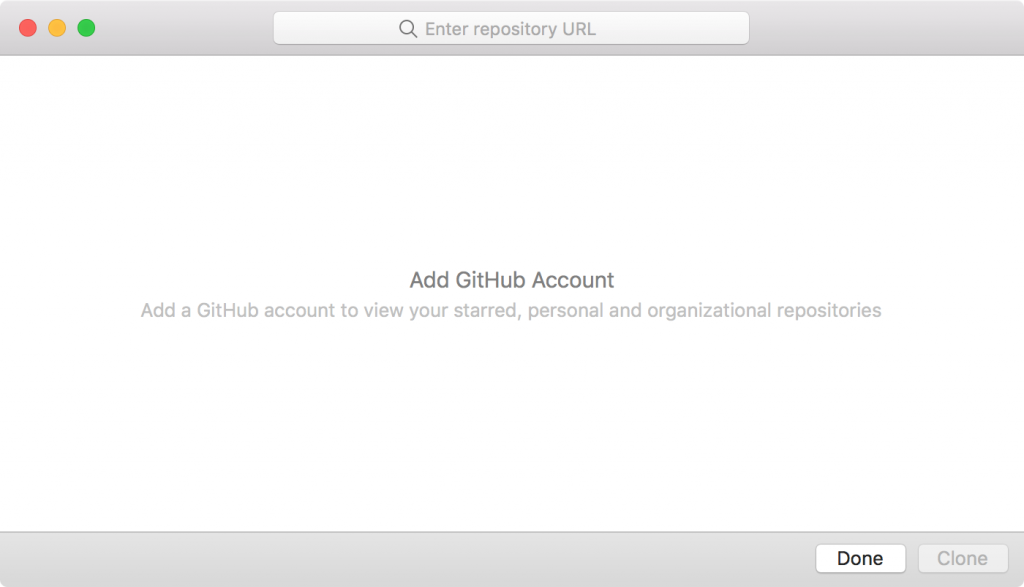 Enter repository URL
Add GitHub Account
Add a GitHub account to view your starred, personal and organizational repositories
Done
Clone